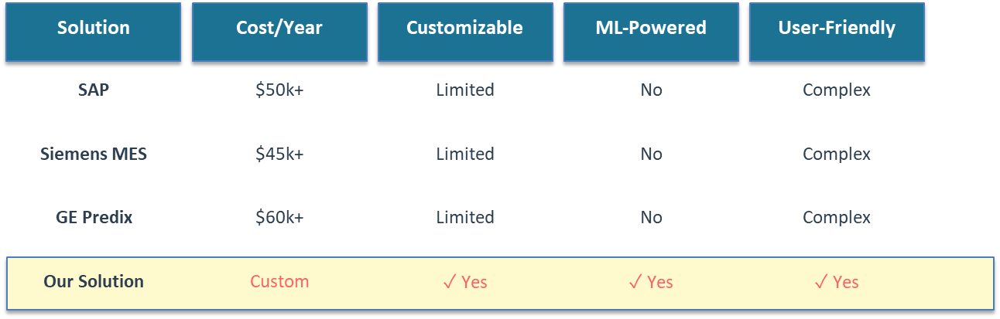 Solution Cost/Year Customizable ML-Powered User-Friendly
SAP $50k+ Limited No Complex
Siemens MES $45k+ Limited No Complex
GE Predix $60k+ Limited No Complex
Our Solution Custom ✓ Yes ✓ Yes ✓ Yes